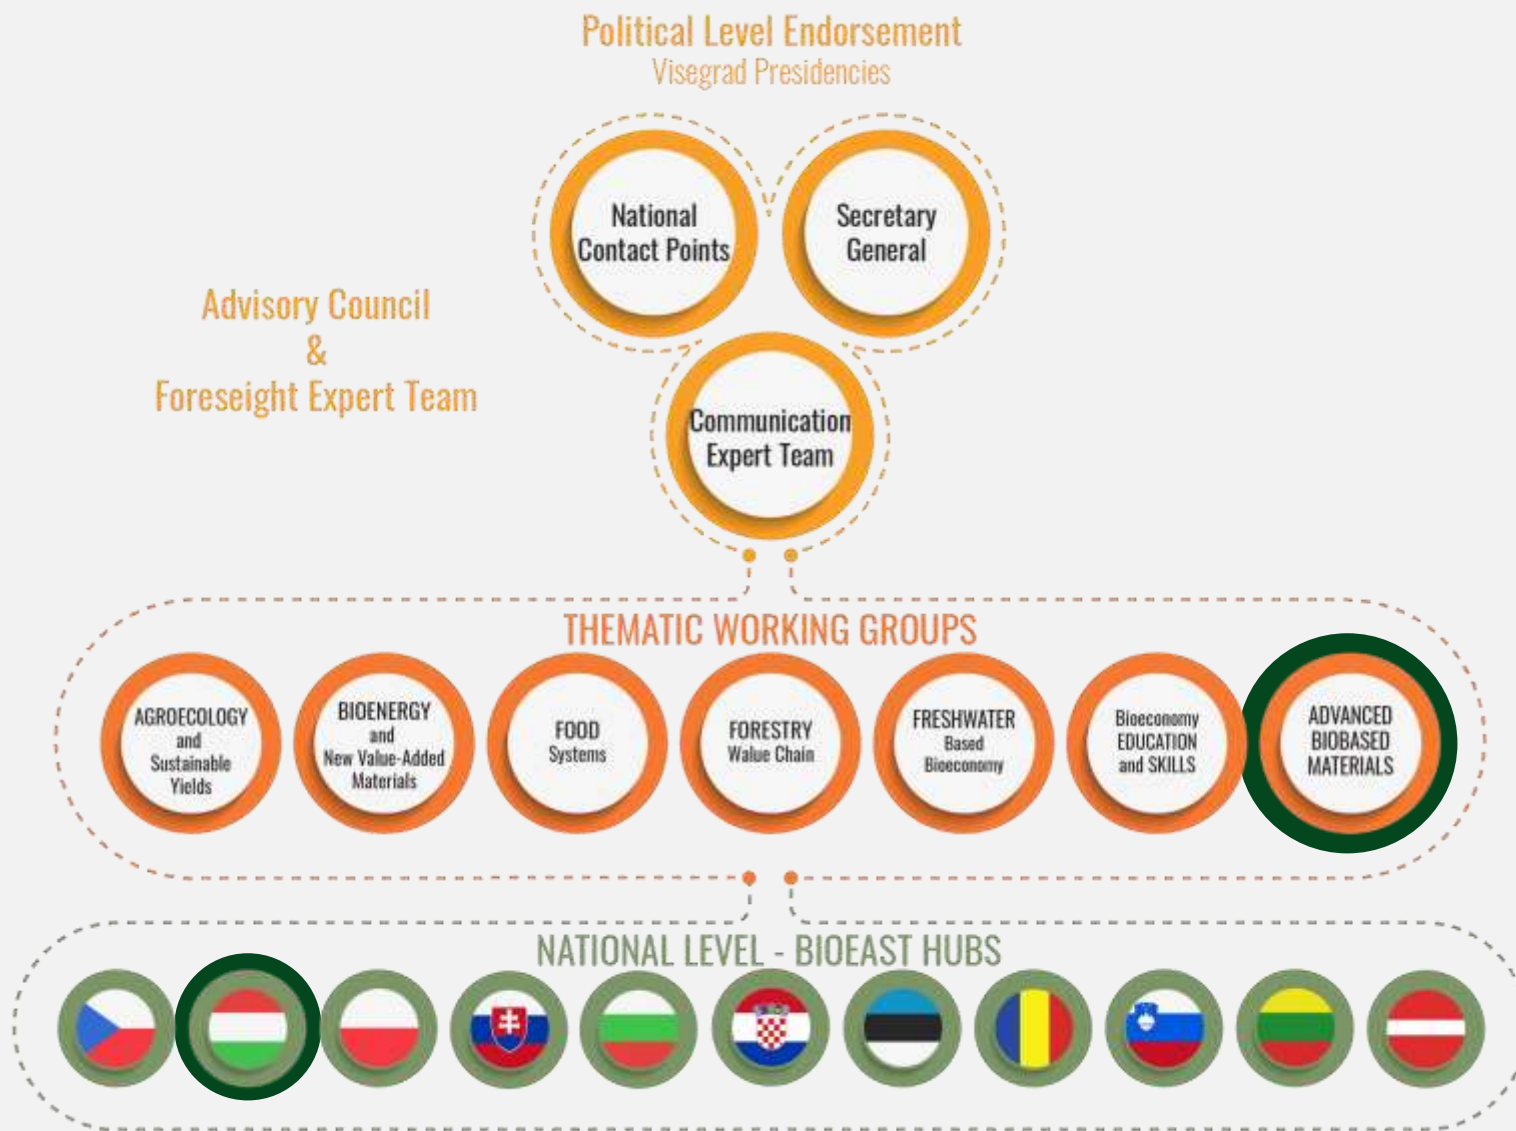 Political Level Endorsement
Visegrad Presidencies
National
Contact Points
Secretary
General
Advisory Council
&
Foreseight Expert Team
Communication
Expert Team
THEMATIC WORKING GROUPS
AGROECOLOGY
and
Sustainable
Yields
BIOENERGY
and
New Value-Added
Materials
FOOD
Systems
FORESTRY
Walue Chain
FRESHWATER
Based
Bioeconomy
Bioeconomy
EDUCATION
and SKILLS
ADVANCED
BIOBASED
MATERIALS
NATIONAL LEVEL - BIOEAST HUBS